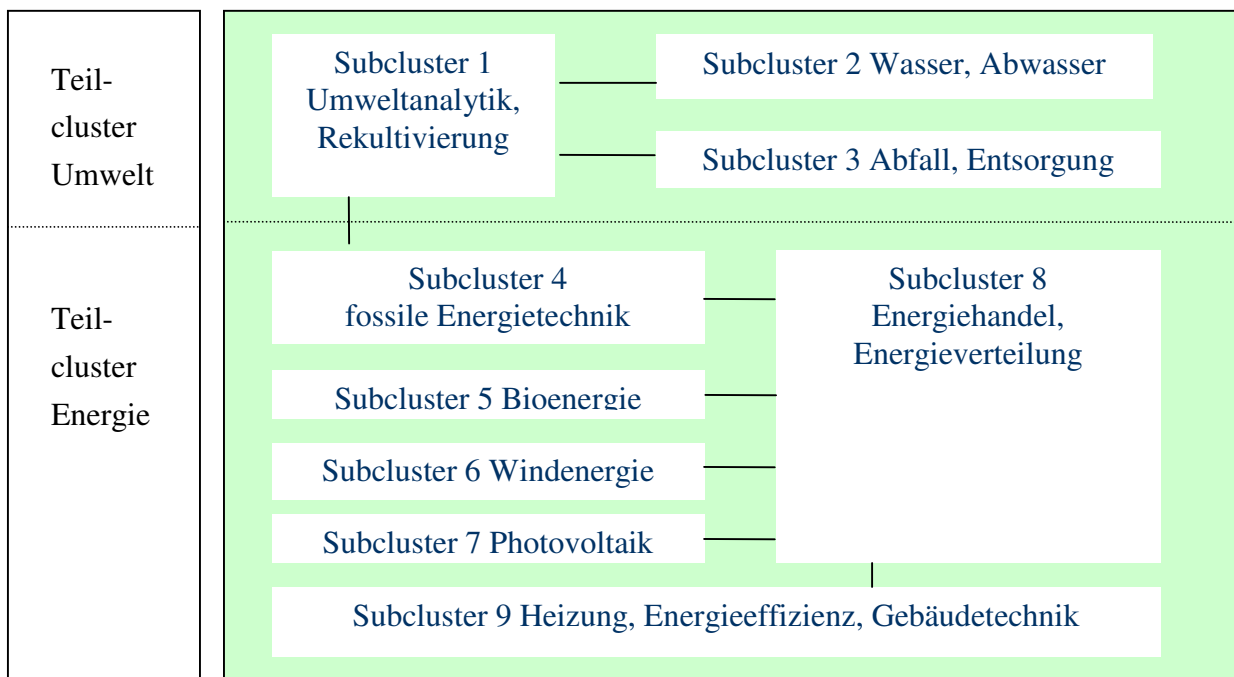 Teil-
cluster
Umwelt
Subcluster 1
Umweltanalytik,
Rekultivierung
Subcluster 2 Wasser, Abwasser
Subcluster 3 Abfall, Entsorgung
Teil-
cluster
Energie
Subcluster 4
fossile Energietechnik
Subcluster 5 Bioenergie
Subcluster 6 Windenergie
Subcluster 7 Photovoltaik
Subcluster 8
Energiehandel,
Energieverteilung
Subcluster 9 Heizung, Energieeffizienz, Gebäudetechnik